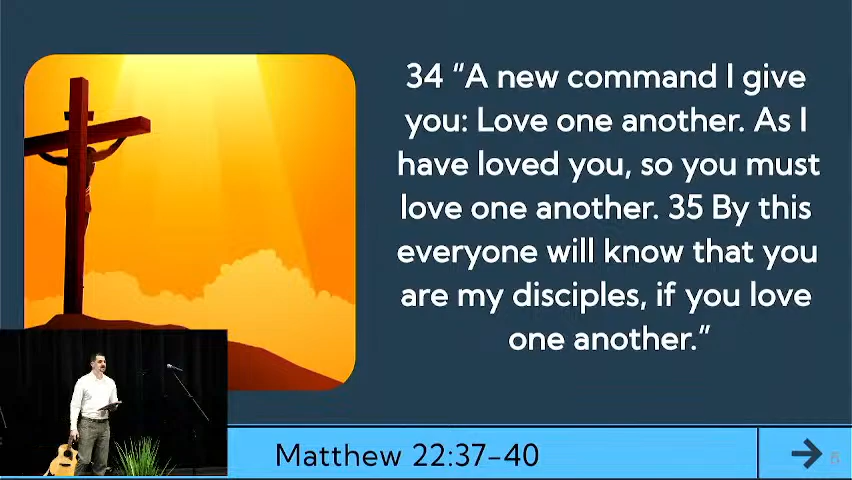 34 “A new command I give
you: Love one another. As I
have loved you, so you must
love one another. 35 By this
everyone will know that you
are my disciples, if you love
one another.”
Matthew 22:37-40